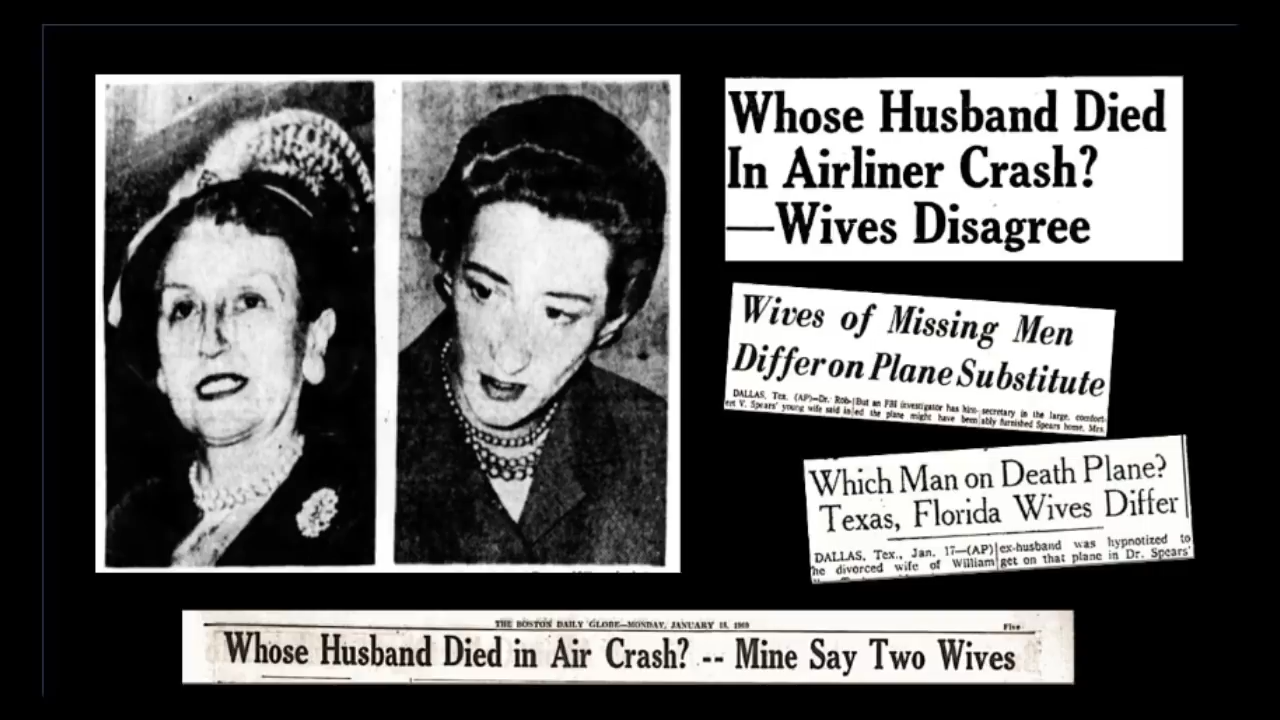 Whose Husband Died
In Airliner Crash?
—Wives Disagree
Wives of Missing Men
Differ on Plane Substitute
DALLAS, Tex. (AP)—Dr. Rob- But an FBI investigator has hint- secretary in the large, comfort-
ert V. Spears' young wife said in ed the plane might have been ably furnished Spears home, Mrs.
Which Man on Death Plane?
Texas, Florida Wives Differ
DALLAS, Tex., Jan. 17—(AP) ex-husband was hypnotized to
he divorced wife of William get on that plane in Dr. Spears'
THE BOSTON DAILY GLOBE—MONDAY, JANUARY 18, 1960 Five
Whose Husband Died in Air Crash? -- Mine Say Two Wives